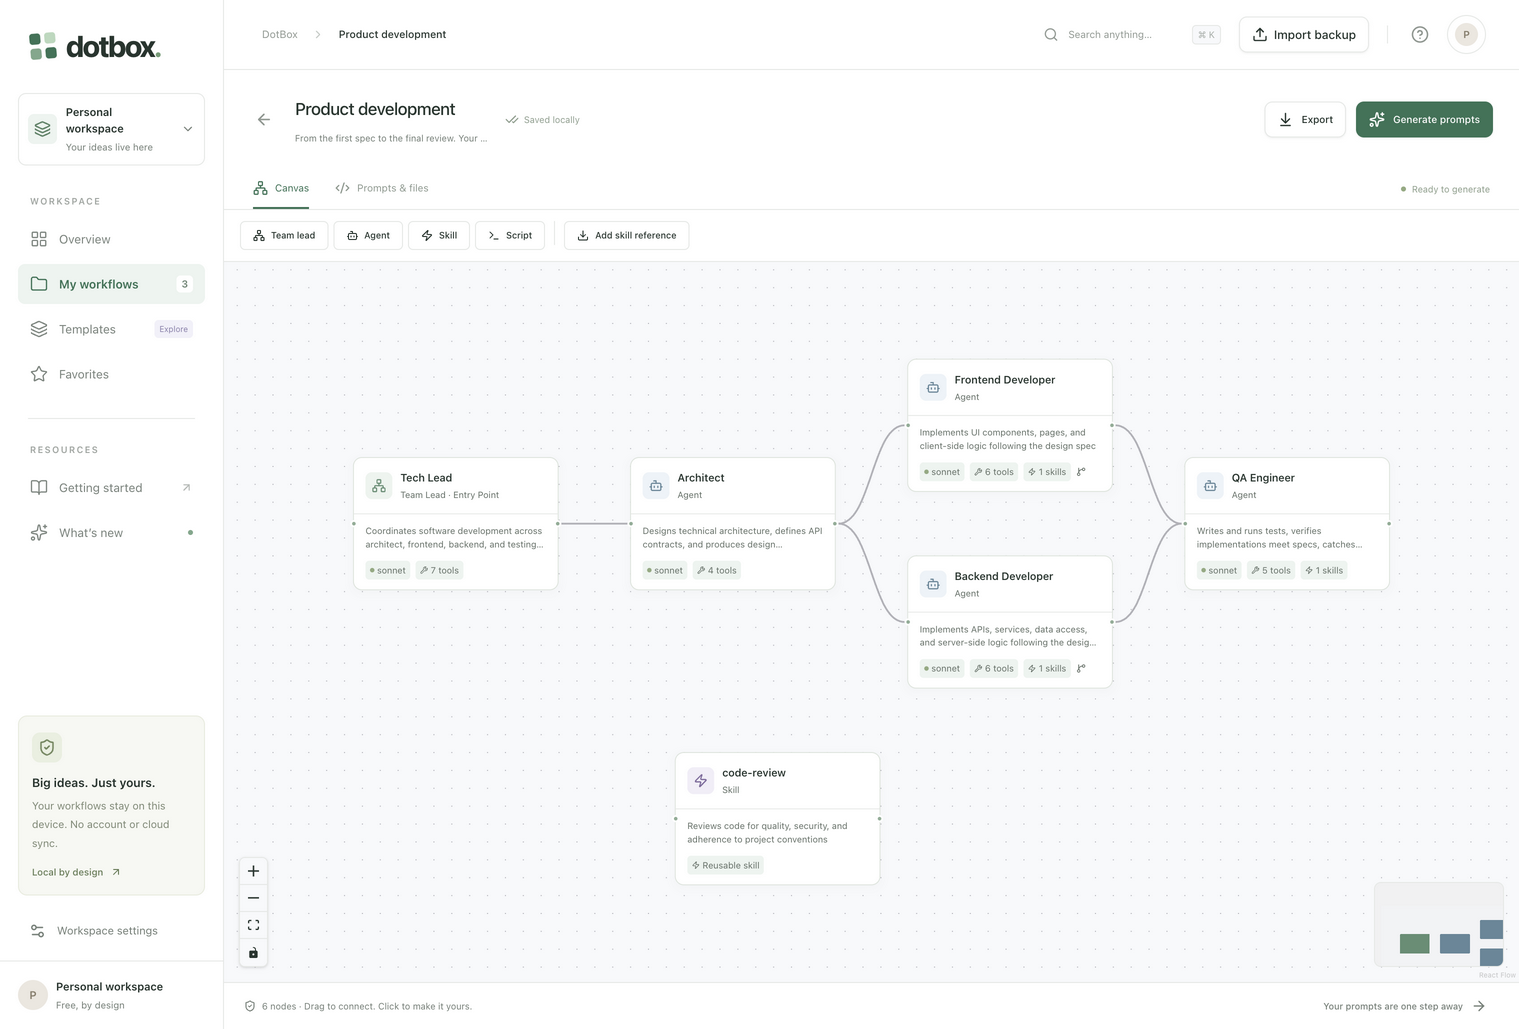 dotbox.
Personal
workspace
Your ideas live here
WORKSPACE
Overview
My workflows 3
Templates Explore
Favorites
RESOURCES
Getting started
What's new
Big ideas. Just yours.
Your workflows stay on this
device. No account or cloud
sync.
Local by design
Workspace settings
P
Personal workspace
Free, by design
DotBox Product development
Search anything... ⌘ K
Import backup
P
Product development
From the first spec to the final review. Your ...
Saved locally
Export
Generate prompts
Canvas
Prompts & files
Ready to generate
Team lead
Agent
Skill
Script
Add skill reference
Tech Lead
Team Lead · Entry Point
Coordinates software development across
architect, frontend, backend, and testing...
sonnet 7 tools
Architect
Agent
Designs technical architecture, defines API
contracts, and produces design...
sonnet 4 tools
Frontend Developer
Agent
Implements UI components, pages, and
client-side logic following the design spec
sonnet 6 tools 1 skills
Backend Developer
Agent
Implements APIs, services, data access,
and server-side logic following the desig...
sonnet 6 tools 1 skills
QA Engineer
Agent
Writes and runs tests, verifies
implementations meet specs, catches...
sonnet 5 tools 1 skills
code-review
Skill
Reviews code for quality, security, and
adherence to project conventions
Reusable skill
React Flow
6 nodes · Drag to connect. Click to make it yours.
Your prompts are one step away